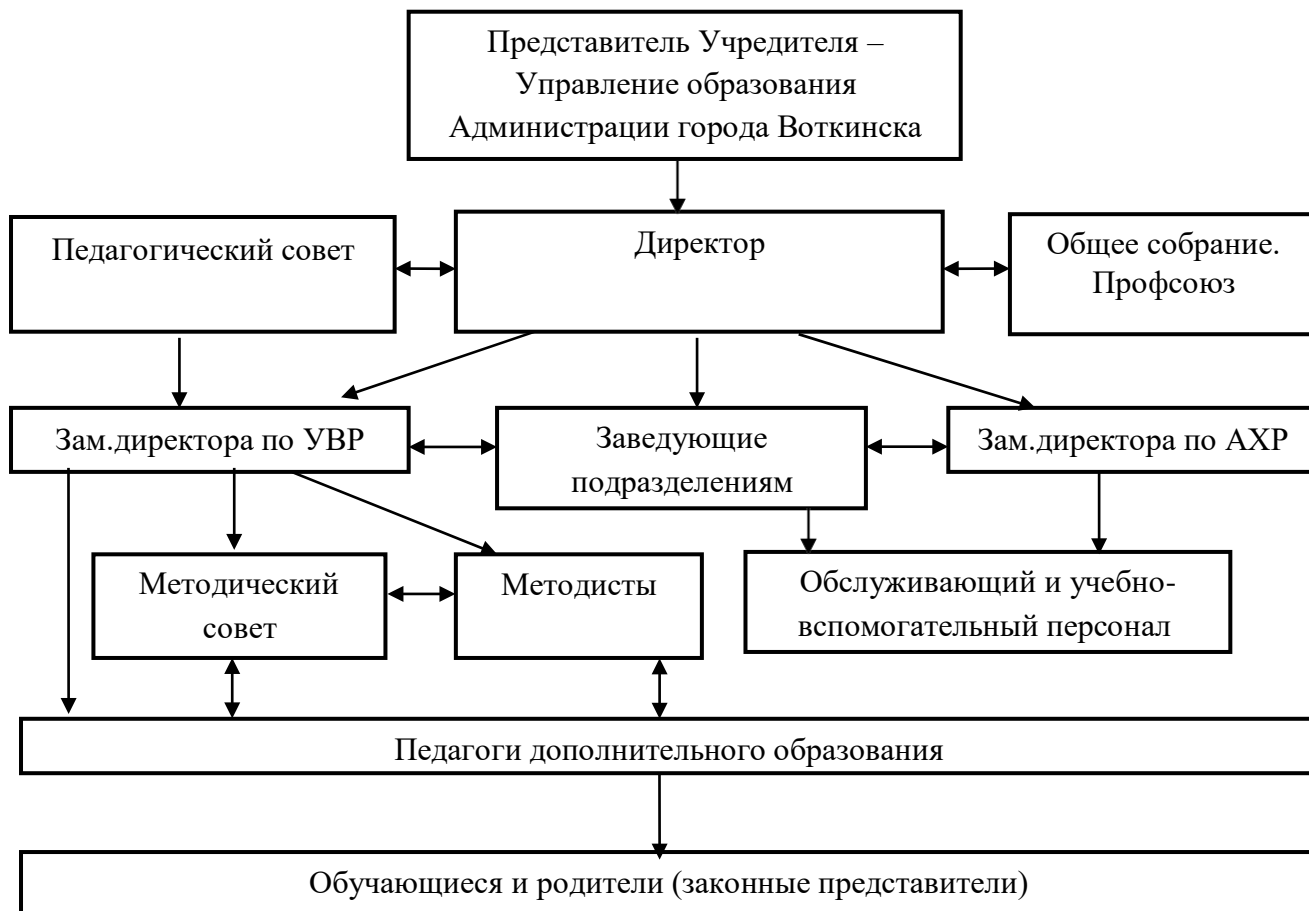 Представитель Учредителя –
Управление образования
Администрации города Воткинска
Педагогический совет
Директор
Общее собрание.
Профсоюз
Зам.директора по УВР
Заведующие
подразделениям
Зам.директора по АХР
Методический
совет
Методисты
Обслуживающий и учебно-
вспомогательный персонал
Педагоги дополнительного образования
Обучающиеся и родители (законные представители)